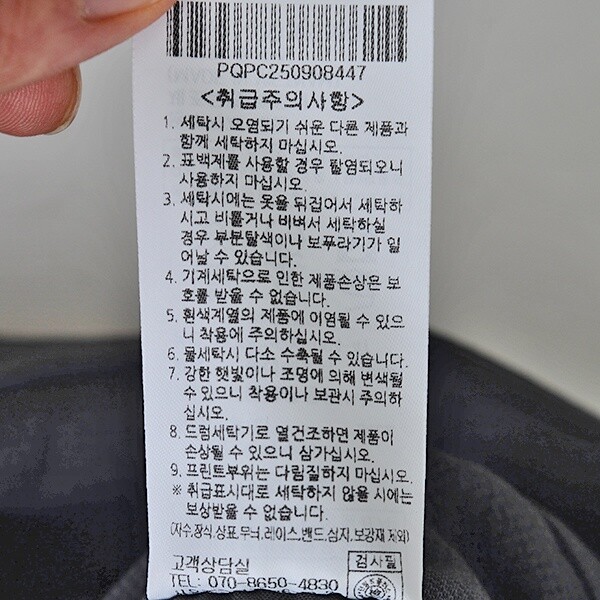 PQPC250908447
<취급주의사항>
1. 세탁시 오염되기 쉬운 다른 제품과
함께 세탁하지 마십시오.
2. 표백제를 사용할 경우 탈염되오니
사용하지 마십시오.
3. 세탁시에는 옷을 뒤집어서 세탁하
시고 비틀거나 비벼서 세탁하실
경우 부분탈색이나 보푸라기가 일
어날 수 있습니다.
4. 기계세탁으로 인한 제품손상은 보
호를 받을 수 없습니다.
5. 흰색계열의 제품에 이염될 수 있으
니 착용에 주의하십시오.
6. 물세탁시 다소 수축될 수 있습니다.
7. 강한 햇빛이나 조명에 의해 변색될
수 있으니 착용이나 보관시 주의하
십시오.
8. 드럼세탁기로 열건조하면 제품이
손상될 수 있으니 삼가십시오.
9. 프린트부위는 다림질하지 마십시오.
※ 취급표시대로 세탁하지 않을 시에는
보상받을 수 없습니다.
(자수,장식,상표,무늬,레이스,밴드,심지,보강재 제외)
고객상담실 검사필
TEL: 070-8650-4830